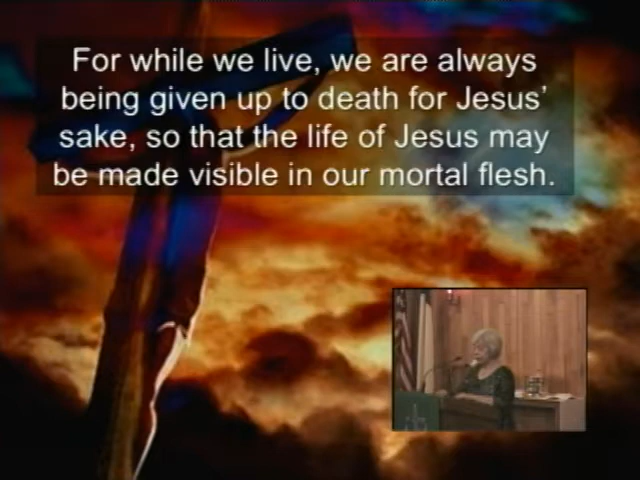 For while we live, we are always
being given up to death for Jesus’
sake, so that the life of Jesus may
be made visible in our mortal flesh.